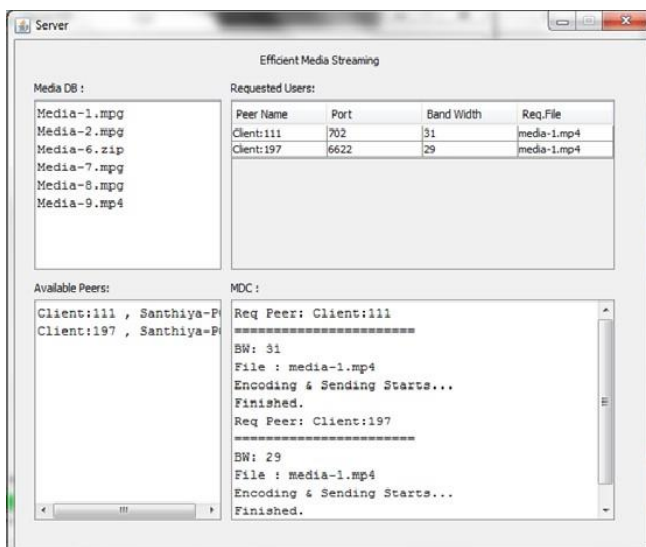 Server
Efficient Media Streaming
Media DB :
Media-1.mpg
Media-2.mpg
Media-6.zip
Media-7.mpg
Media-8.mpg
Media-9.mp4
Requested Users:
Peer Name Port Band Width Req.File
Client:111 702 31 media-1.mp4
Client:197 6622 29 media-1.mp4
Available Peers:
Client:111 , Santhiya-P
Client:197 , Santhiya-P
MDC :
Req Peer: Client:111
========================
BW: 31
File : media-1.mp4
Encoding & Sending Starts...
Finished.
Req Peer: Client:197
========================
BW: 29
File : media-1.mp4
Encoding & Sending Starts...
Finished.